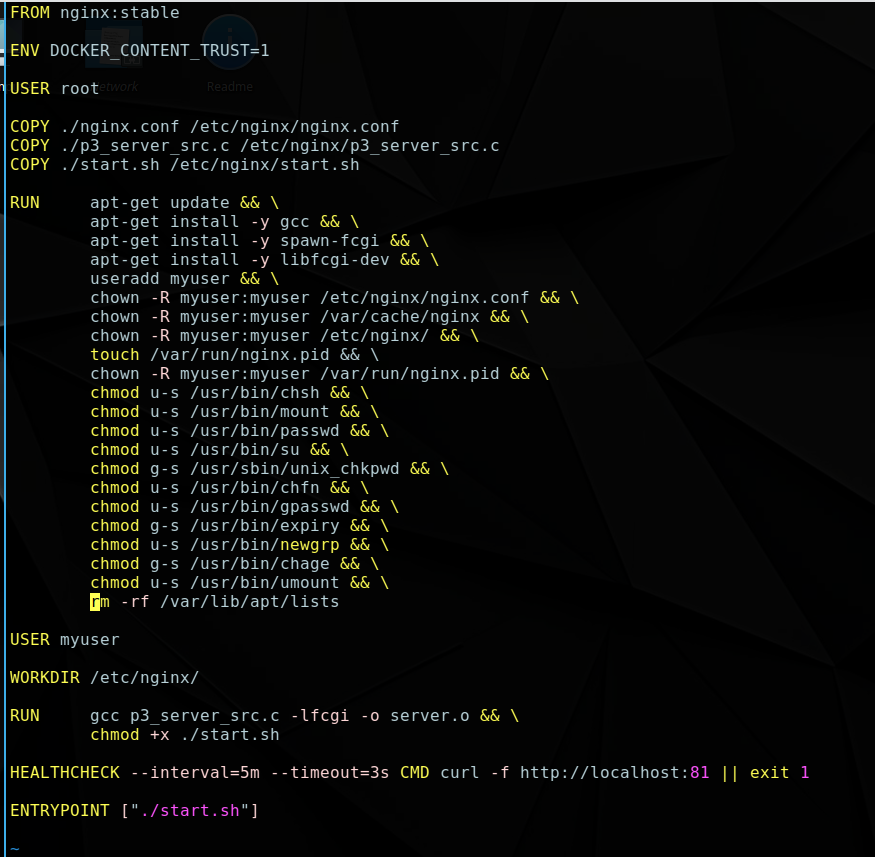 FROM nginx:stable
ENV DOCKER_CONTENT_TRUST=1
Network
Readme
USER root
COPY ./nginx.conf /etc/nginx/nginx.conf
COPY ./p3_server_src.c /etc/nginx/p3_server_src.c
COPY ./start.sh /etc/nginx/start.sh
RUN     apt-get update && \
        apt-get install -y gcc && \
        apt-get install -y spawn-fcgi && \
        apt-get install -y libfcgi-dev && \
        useradd myuser && \
        chown -R myuser:myuser /etc/nginx/nginx.conf && \
        chown -R myuser:myuser /var/cache/nginx && \
        chown -R myuser:myuser /etc/nginx/ && \
        touch /var/run/nginx.pid && \
        chown -R myuser:myuser /var/run/nginx.pid && \
        chmod u-s /usr/bin/chsh && \
        chmod u-s /usr/bin/mount && \
        chmod u-s /usr/bin/passwd && \
        chmod u-s /usr/bin/su && \
        chmod g-s /usr/sbin/unix_chkpwd && \
        chmod u-s /usr/bin/chfn && \
        chmod u-s /usr/bin/gpasswd && \
        chmod g-s /usr/bin/expiry && \
        chmod u-s /usr/bin/newgrp && \
        chmod g-s /usr/bin/chage && \
        chmod u-s /usr/bin/umount && \
        rm -rf /var/lib/apt/lists
USER myuser
WORKDIR /etc/nginx/
RUN     gcc p3_server_src.c -lfcgi -o server.o && \
        chmod +x ./start.sh
HEALTHCHECK --interval=5m --timeout=3s CMD curl -f http://localhost:81 || exit 1
ENTRYPOINT ["./start.sh"]
~